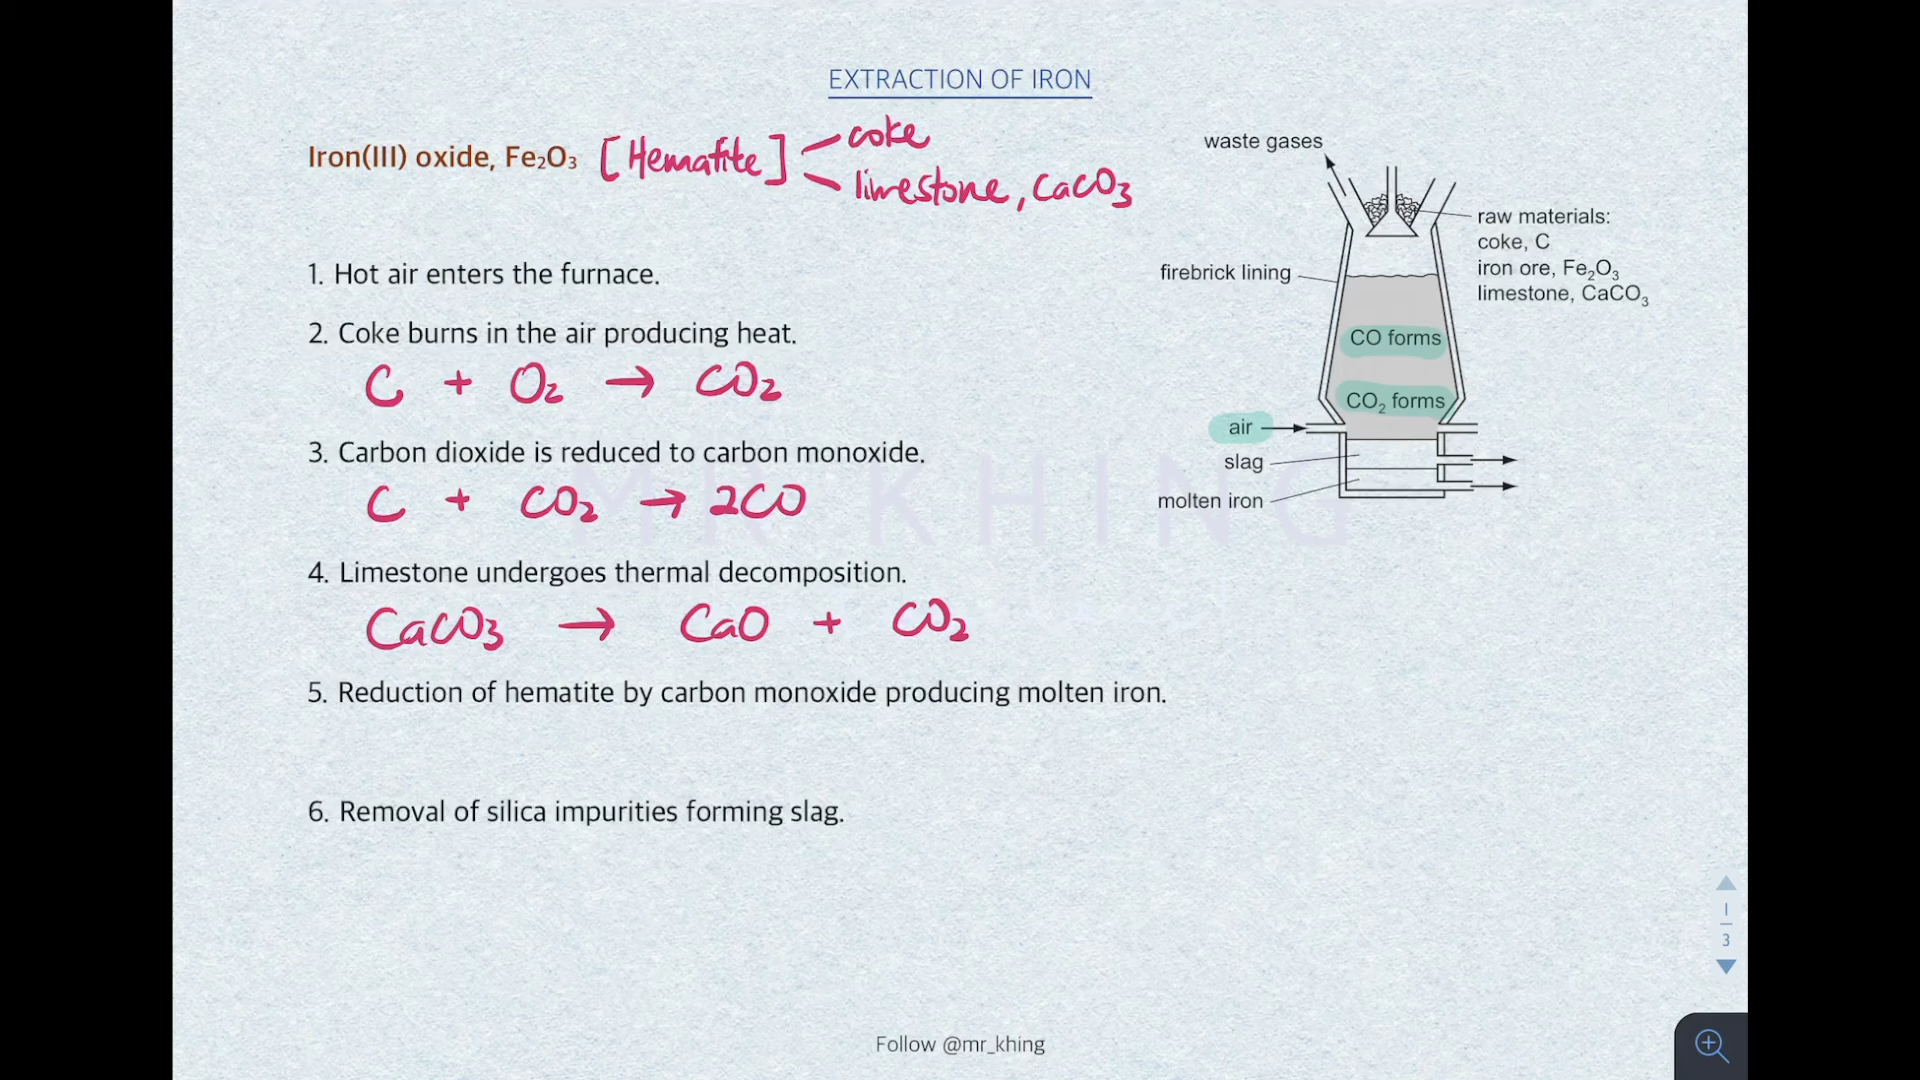 EXTRACTION OF IRON
Iron(III) oxide, Fe₂O₃ [Hematite]
coke
limestone, CaCO₃
1. Hot air enters the furnace.
2. Coke burns in the air producing heat.
C + O₂ → CO₂
3. Carbon dioxide is reduced to carbon monoxide.
C + CO₂ → 2CO
4. Limestone undergoes thermal decomposition.
CaCO₃ → CaO + CO₂
5. Reduction of hematite by carbon monoxide producing molten iron.
6. Removal of silica impurities forming slag.
waste gases
raw materials:
coke, C
iron ore, Fe₂O₃
limestone, CaCO₃
firebrick lining
CO forms
CO₂ forms
air
slag
molten iron
MR KHING
1
3
Follow @mr_khing